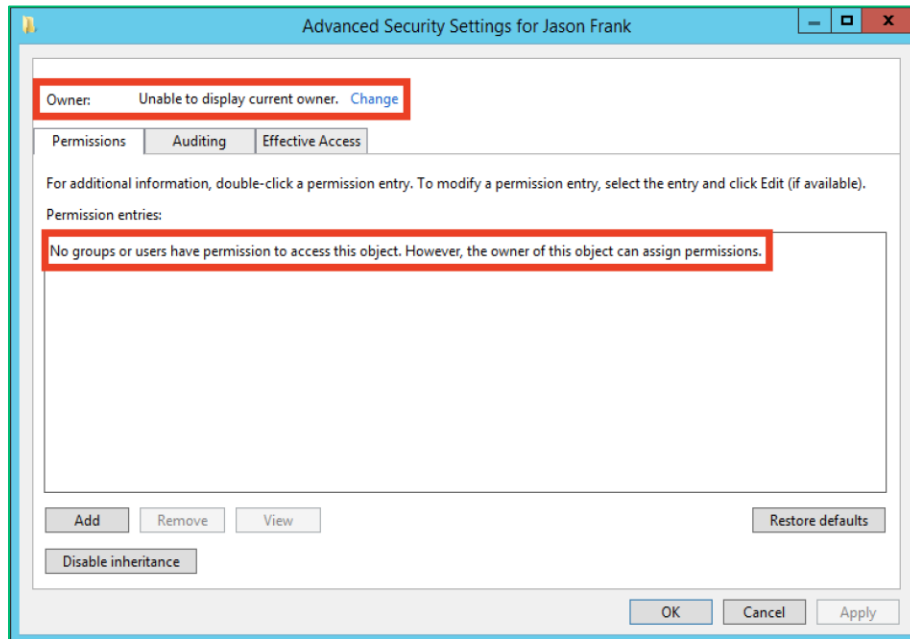 Advanced Security Settings for Jason Frank
Owner: Unable to display current owner. Change
Permissions Auditing Effective Access
For additional information, double-click a permission entry. To modify a permission entry, select the entry and click Edit (if available).
Permission entries:
No groups or users have permission to access this object. However, the owner of this object can assign permissions.
Add Remove View Restore defaults
Disable inheritance
OK Cancel Apply